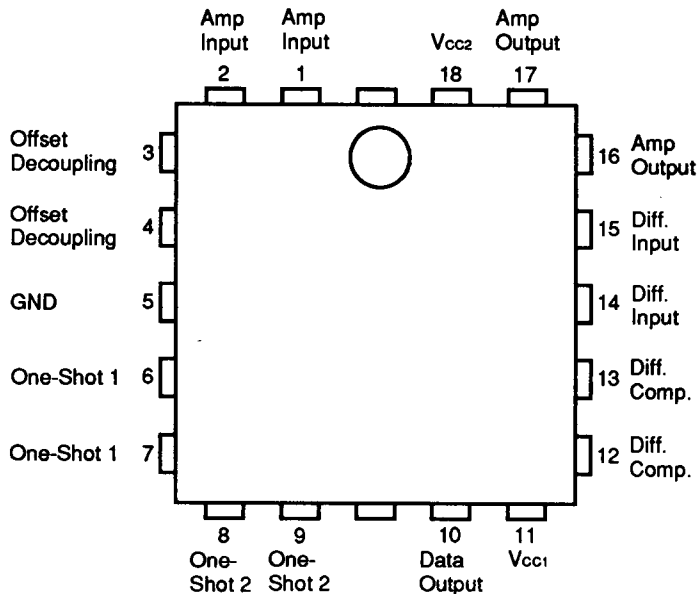 Amp
Input
2
Amp
Input
1
VCC2
18
Amp
Output
17
Offset
Decoupling
3
16
Amp
Output
Offset
Decoupling
4
15
Diff.
Input
GND
5
14
Diff.
Input
One-Shot 1
6
13
Diff.
Comp.
One-Shot 1
7
12
Diff.
Comp.
8
One-
Shot 2
9
One-
Shot 2
10
Data
Output
11
VCC1